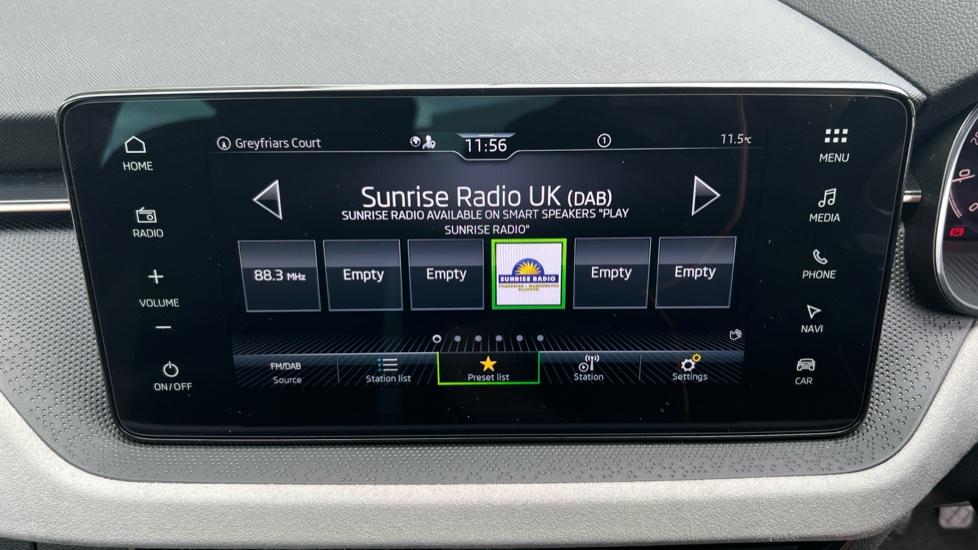 Greyfriars Court
11:56
1
11.5°C
HOME
RADIO
VOLUME
ON/OFF
Sunrise Radio UK (DAB)
SUNRISE RADIO AVAILABLE ON SMART SPEAKERS "PLAY
SUNRISE RADIO"
88.3 MHz
Empty
Empty
SUNRISE RADIO
Empty
Empty
FM/DAB
Source
Station list
Preset list
Station
Settings
MENU
MEDIA
PHONE
NAVI
CAR